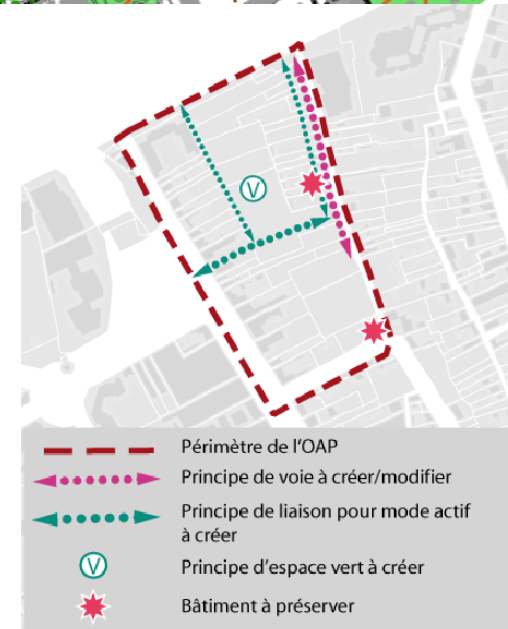 V
Périmètre de l'OAP
Principe de voie à créer/modifier
Principe de liaison pour mode actif
à créer
V Principe d'espace vert à créer
Bâtiment à préserver